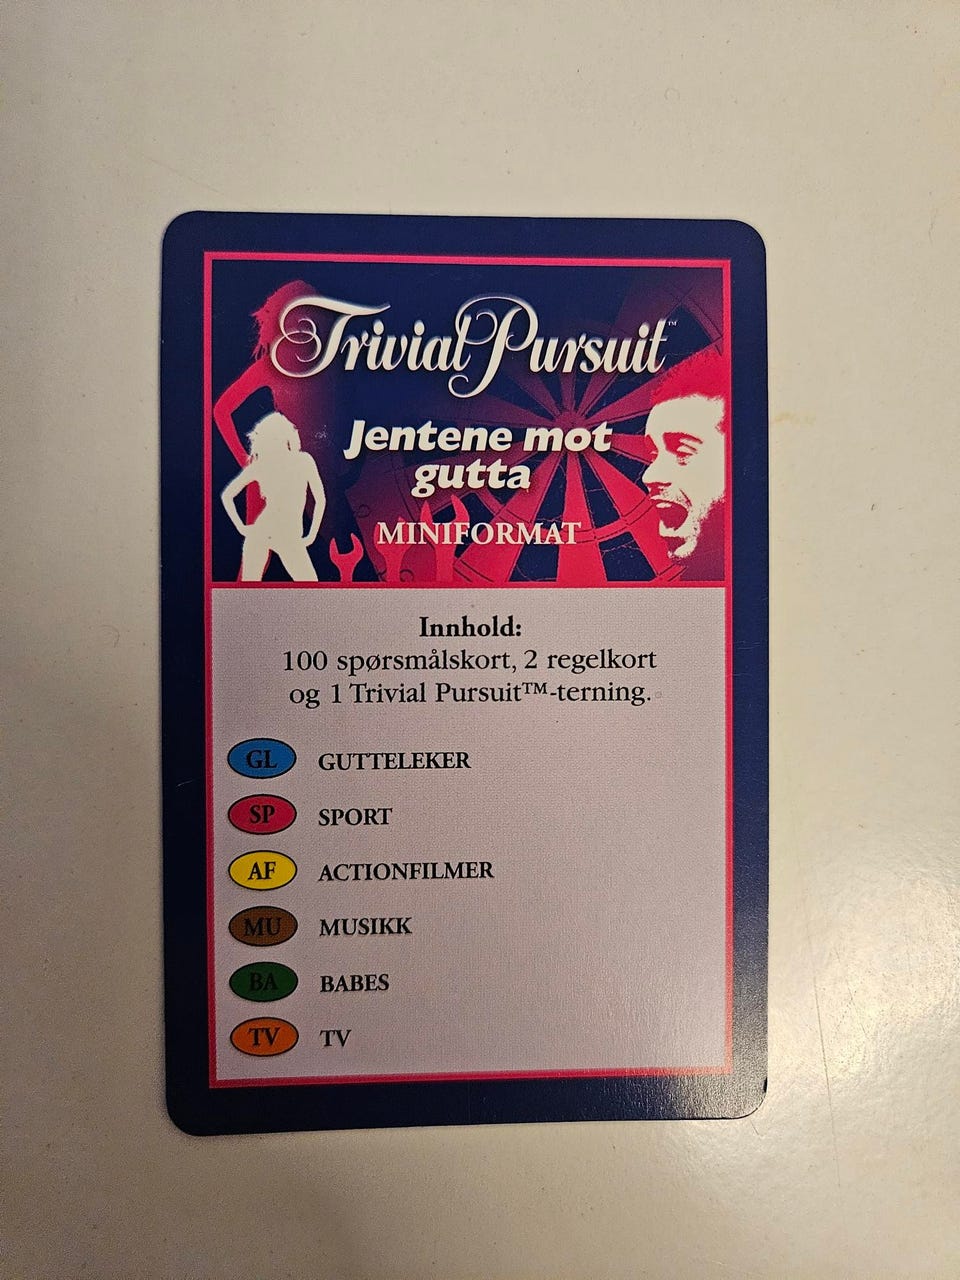 Trivial Pursuit™
Jentene mot
gutta
MINIFORMAT
Innhold:
100 spørsmålskort, 2 regelkort
og 1 Trivial Pursuit™-terning.
GL GUTTELEKER
SP SPORT
AF ACTIONFILMER
MU MUSIKK
BA BABES
TV TV